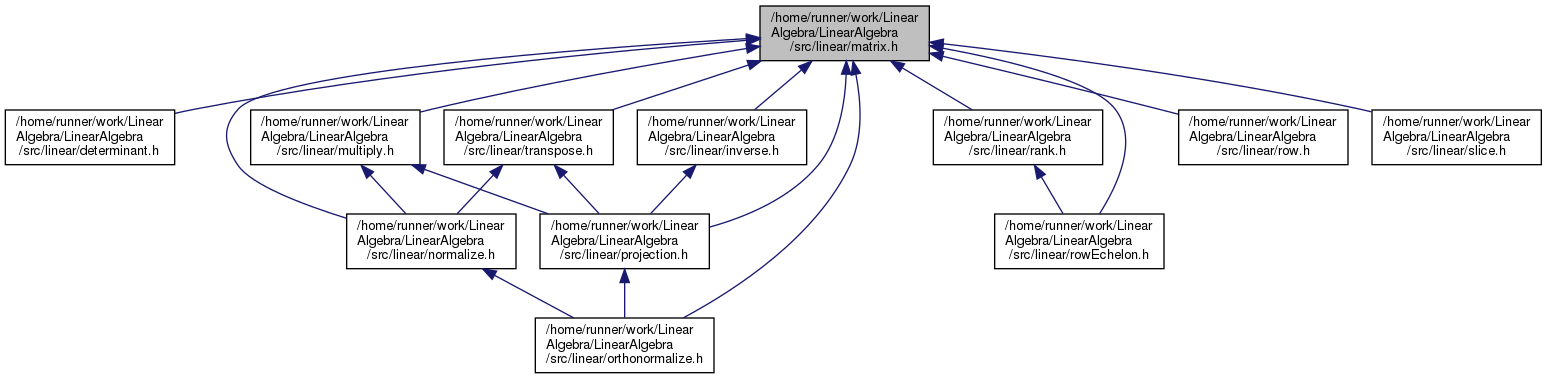 /home/runner/work/Linear
Algebra/LinearAlgebra
/src/linear/matrix.h
/home/runner/work/Linear
Algebra/LinearAlgebra
/src/linear/determinant.h
/home/runner/work/Linear
Algebra/LinearAlgebra
/src/linear/multiply.h
/home/runner/work/Linear
Algebra/LinearAlgebra
/src/linear/transpose.h
/home/runner/work/Linear
Algebra/LinearAlgebra
/src/linear/inverse.h
/home/runner/work/Linear
Algebra/LinearAlgebra
/src/linear/rank.h
/home/runner/work/Linear
Algebra/LinearAlgebra
/src/linear/row.h
/home/runner/work/Linear
Algebra/LinearAlgebra
/src/linear/slice.h
/home/runner/work/Linear
Algebra/LinearAlgebra
/src/linear/normalize.h
/home/runner/work/Linear
Algebra/LinearAlgebra
/src/linear/projection.h
/home/runner/work/Linear
Algebra/LinearAlgebra
/src/linear/rowEchelon.h
/home/runner/work/Linear
Algebra/LinearAlgebra
/src/linear/orthonormalize.h